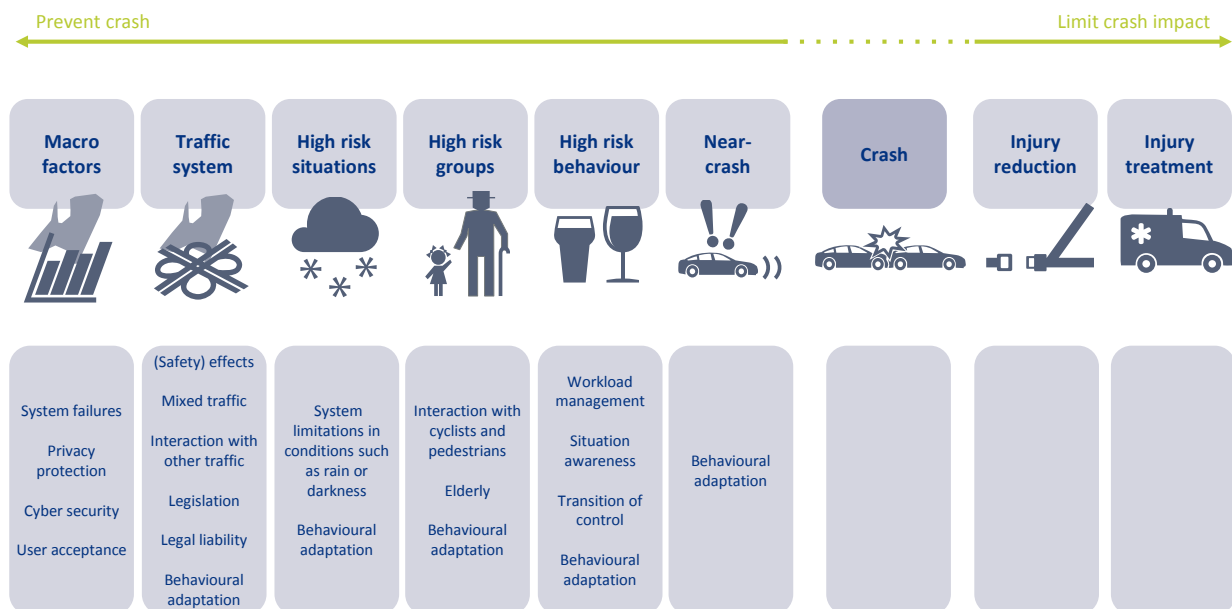 Prevent crash
Limit crash impact
Macro
factors
Traffic
system
High risk
situations
High risk
groups
High risk
behaviour
Near-
crash
Crash
Injury
reduction
Injury
treatment
System failures
Privacy
protection
Cyber security
User acceptance
(Safety) effects
Mixed traffic
Interaction with
other traffic
Legislation
Legal liability
Behavioural
adaptation
System
limitations in
conditions such
as rain or
darkness
Behavioural
adaptation
Interaction with
cyclists and
pedestrians
Elderly
Behavioural
adaptation
Workload
management
Situation
awareness
Transition of
control
Behavioural
adaptation
Behavioural
adaptation